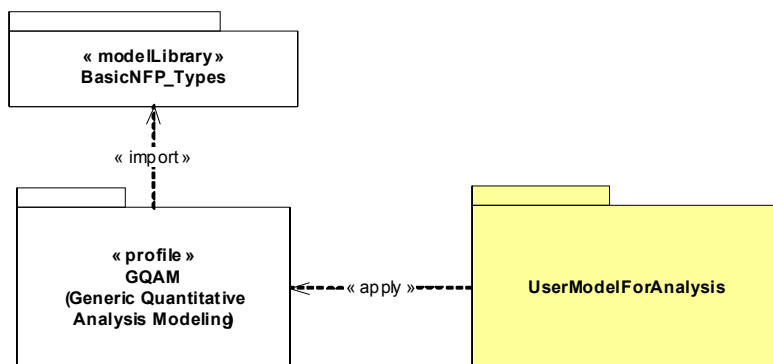 « modelLibrary »
BasicNFP_Types
« import »
« profile »
GQAM
(Generic Quantitative
Analysis Modeling)
« apply »
UserModelForAnalysis